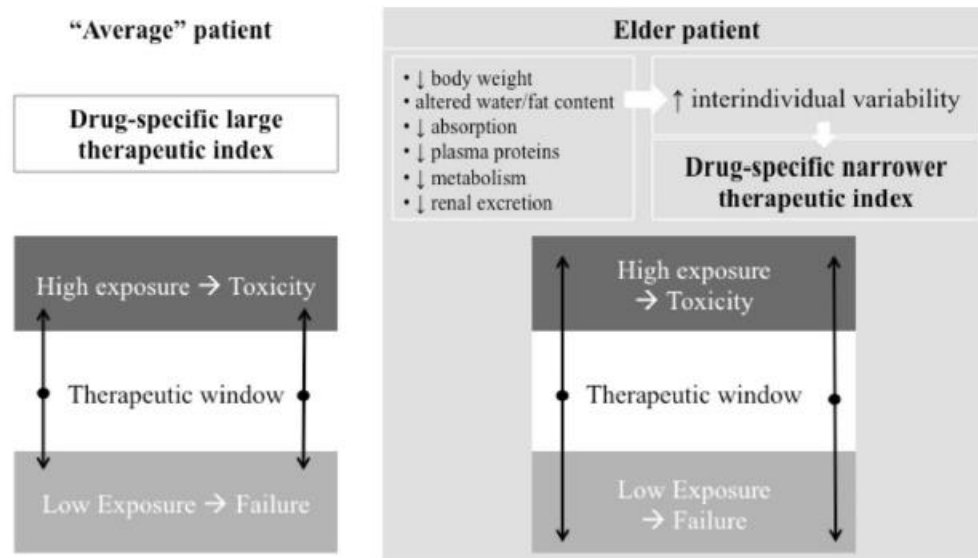 “Average” patient
Drug-specific large
therapeutic index
High exposure → Toxicity
Therapeutic window
Low Exposure → Failure
Elder patient
• ↓ body weight
• altered water/fat content
• ↓ absorption
• ↓ plasma proteins
• ↓ metabolism
• ↓ renal excretion
↑ interindividual variability
Drug-specific narrower
therapeutic index
High exposure
→ Toxicity
Therapeutic window
Low Exposure
→ Failure